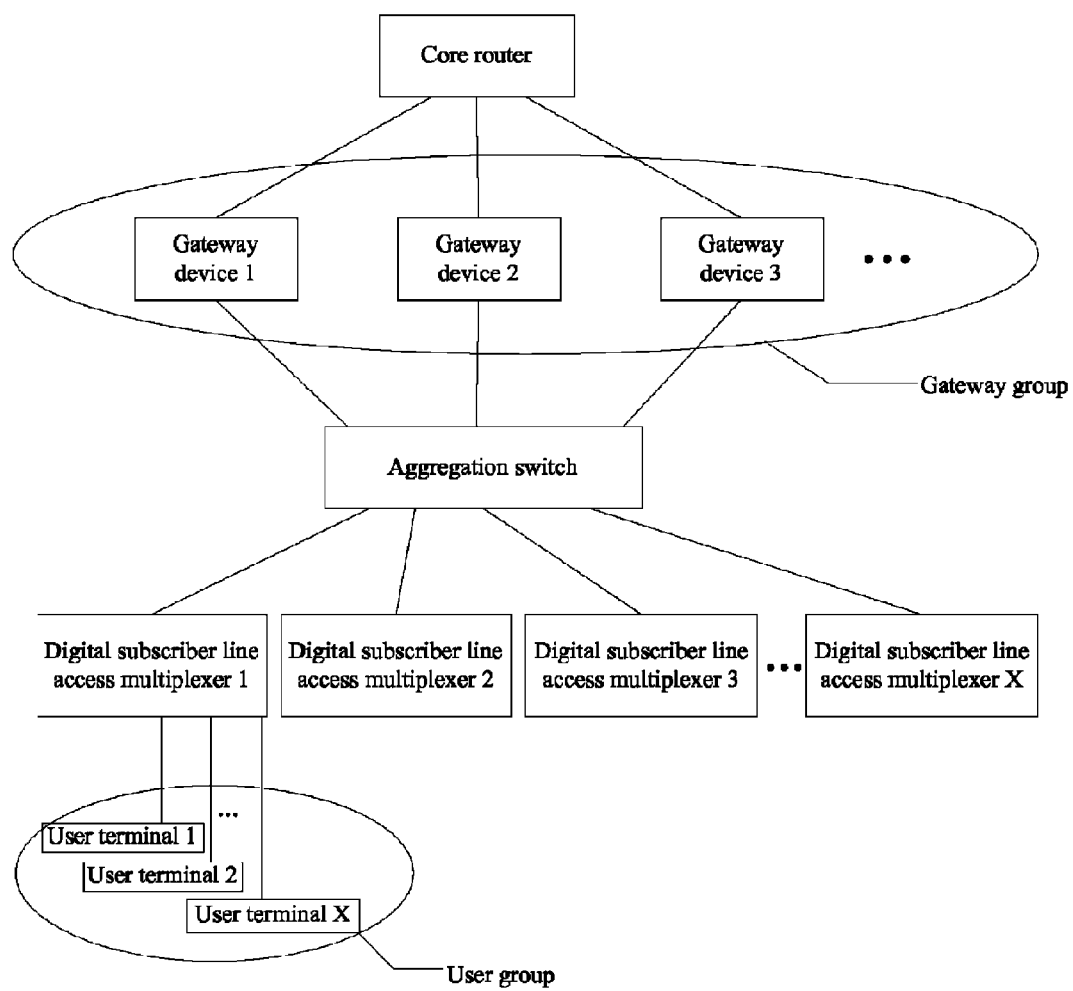 Core router
Gateway
device 1
Gateway
device 2
Gateway
device 3
...
Gateway group
Aggregation switch
Digital subscriber line
access multiplexer 1
Digital subscriber line
access multiplexer 2
Digital subscriber line
access multiplexer 3
...
Digital subscriber line
access multiplexer X
...
User terminal 1
User terminal 2
User terminal X
User group